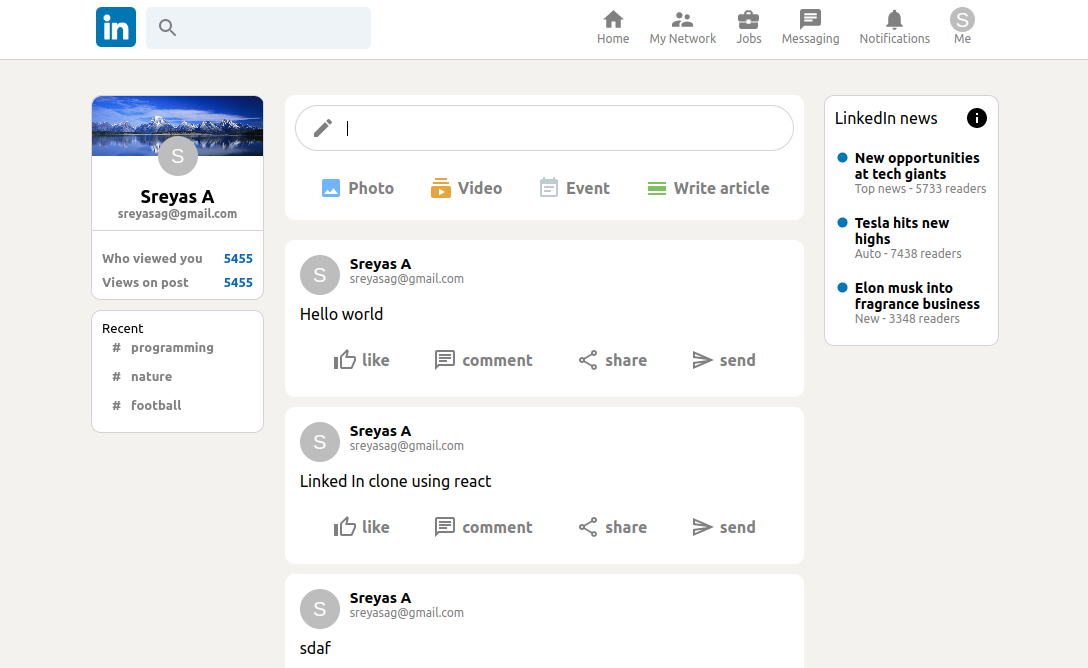 in
Home My Network Jobs Messaging Notifications S Me
S
Sreyas A
sreyasag@gmail.com
Who viewed you 5455
Views on post 5455
Recent
# programming
# nature
# football
Photo Video Event Write article
S
Sreyas A
sreyasag@gmail.com
Hello world
like comment share send
S
Sreyas A
sreyasag@gmail.com
Linked In clone using react
like comment share send
S
Sreyas A
sreyasag@gmail.com
sdaf
LinkedIn news i
New opportunities
at tech giants
Top news - 5733 readers
Tesla hits new
highs
Auto - 7438 readers
Elon musk into
fragrance business
New - 3348 readers